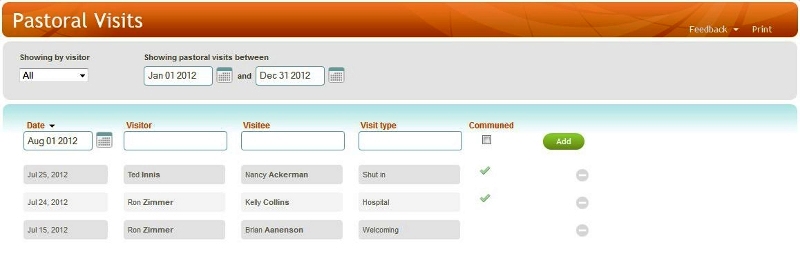 Pastoral Visits
Feedback Print
Showing by visitor Showing pastoral visits between
All Jan 01 2012 and Dec 31 2012
Date Visitor Visitee Visit type Communed
Aug 01 2012 Add
Jul 25, 2012 Ted Innis Nancy Ackerman Shut in
Jul 24, 2012 Ron Zimmer Kelly Collins Hospital
Jul 15, 2012 Ron Zimmer Brian Aanenson Welcoming